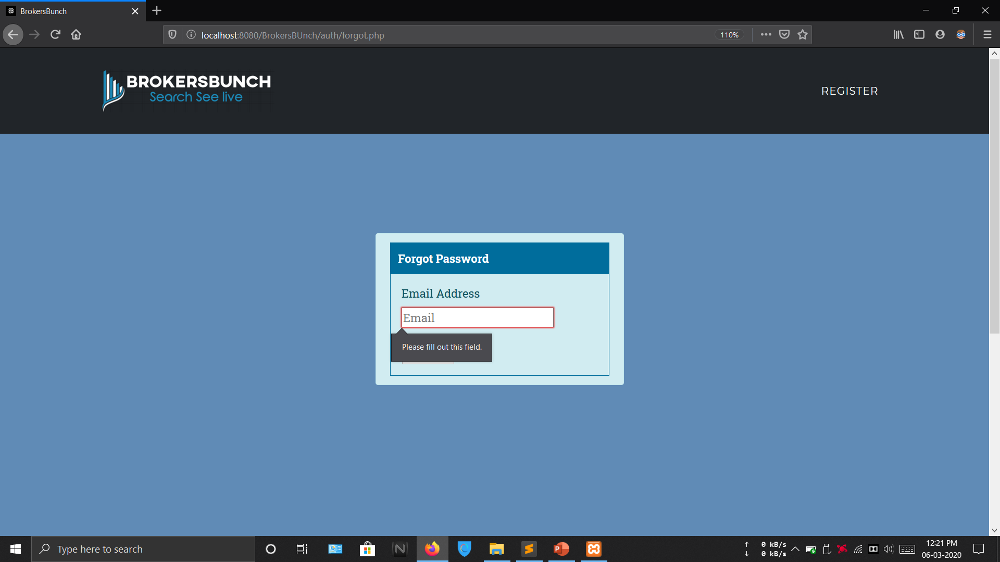 BrokersBunch
localhost:8080/BrokersBUnch/auth/forgot.php
110%
BROKERSBUNCH
Search See live
REGISTER
Forgot Password
Email Address
Email
Please fill out this field.
Type here to search
0 kB/s
0 kB/s
12:21 PM
06-03-2020